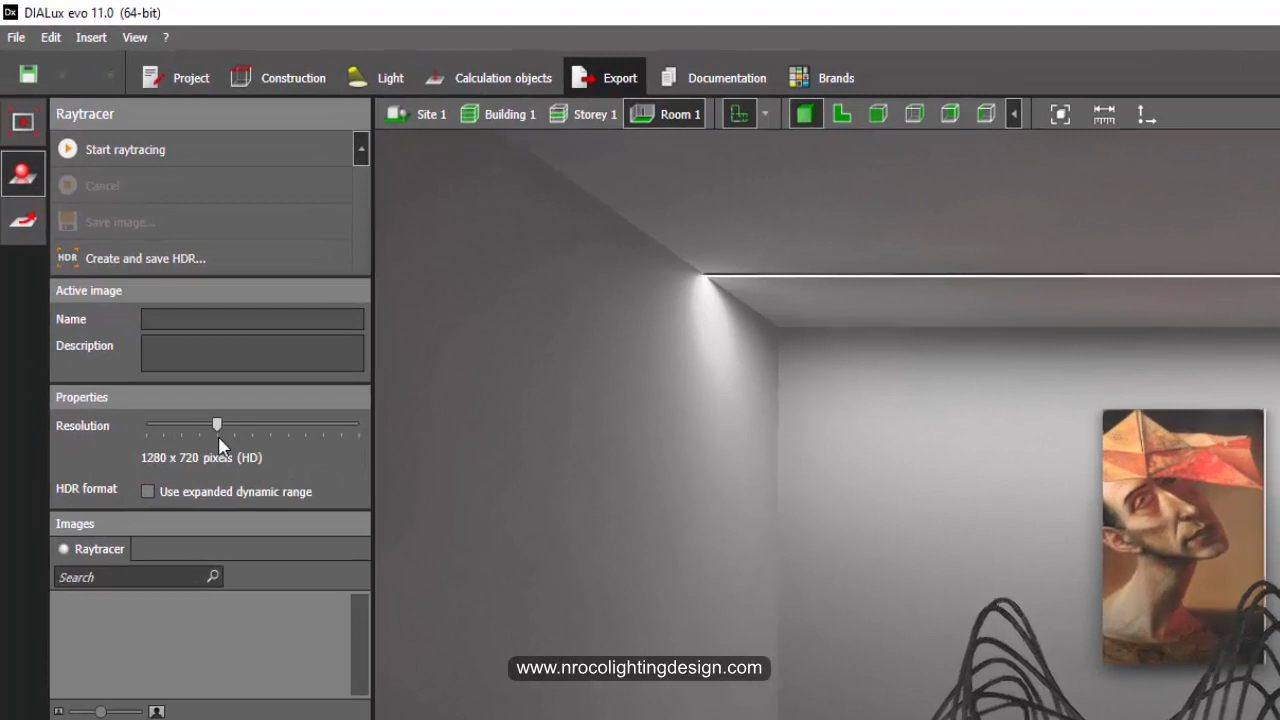 Dx DIALux evo 11.0 (64-bit)
File Edit Insert View ?
Project Construction Light Calculation objects Export Documentation Brands
Raytracer
Site 1 Building 1 Storey 1 Room 1
Start raytracing
Cancel
Save image...
HDR Create and save HDR...
Active image
Name
Description
Properties
Resolution
1280 x 720 pixels (HD)
HDR format Use expanded dynamic range
Images
Raytracer
Search
www.nrocolightingdesign.com